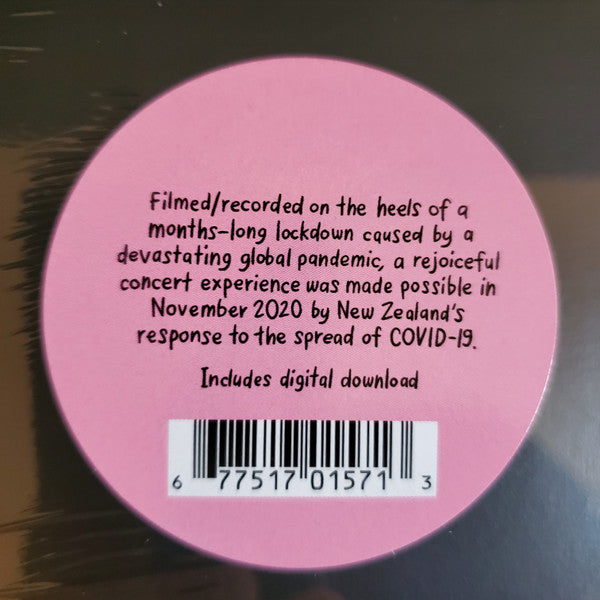 Filmed/recorded on the heels of a
months-long lockdown caused by a
devastating global pandemic, a rejoiceful
concert experience was made possible in
November 2020 by New Zealand's
response to the spread of COVID-19.
Includes digital download
6 77517 01571 3